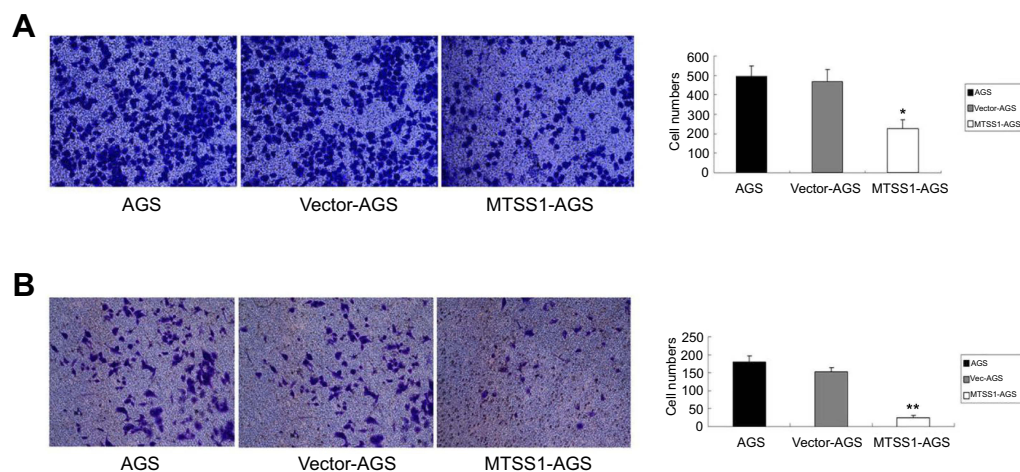 A
AGS
Vector-AGS
MTSS1-AGS
Cell numbers
600
500
400
300
200
100
0
*
AGS
Vector-AGS
MTSS1-AGS
AGS
Vector-AGS
MTSS1-AGS
B
AGS
Vector-AGS
MTSS1-AGS
Cell numbers
250
200
150
100
50
0
**
AGS
Vector-AGS
MTSS1-AGS
AGS
Vec-AGS
MTSS1-AGS